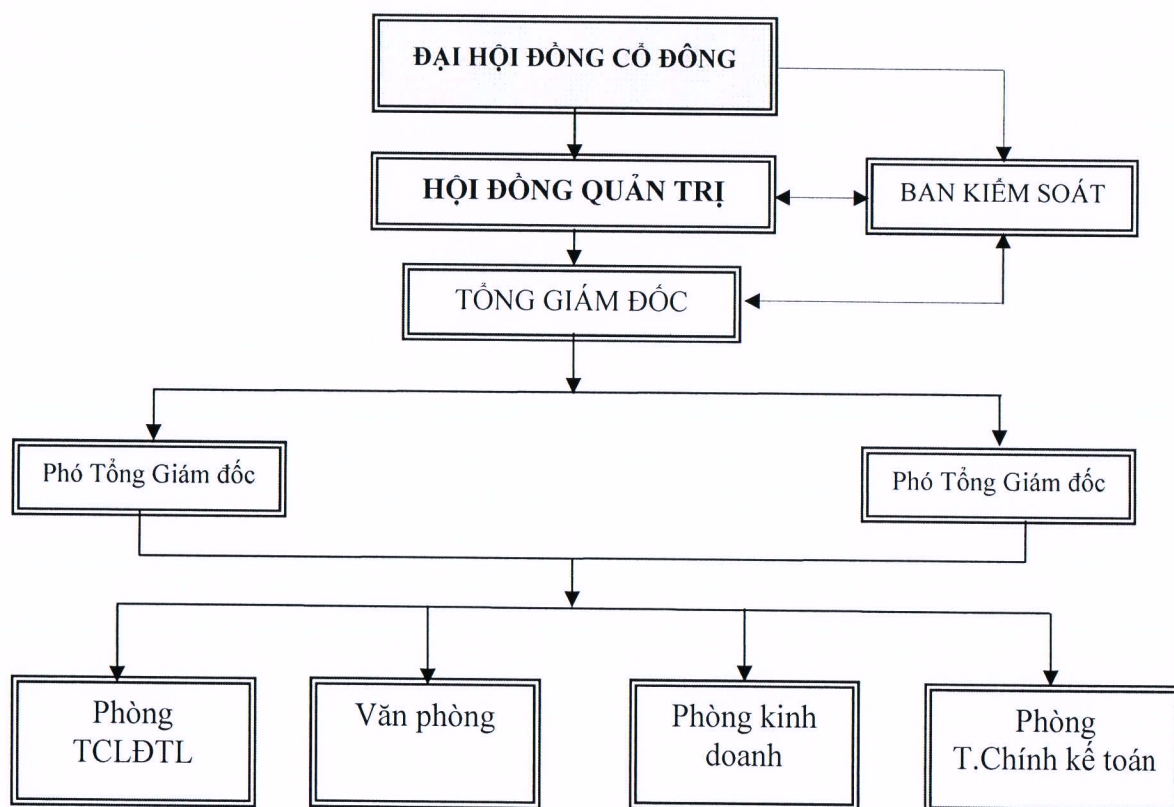 ĐẠI HỘI ĐỒNG CỔ ĐÔNG
HỘI ĐỒNG QUẢN TRỊ
BAN KIỂM SOÁT
TỔNG GIÁM ĐỐC
Phó Tổng Giám đốc
Phó Tổng Giám đốc
Phòng
TCLĐTL
Văn phòng
Phòng kinh
doanh
Phòng
T.Chính kế toán